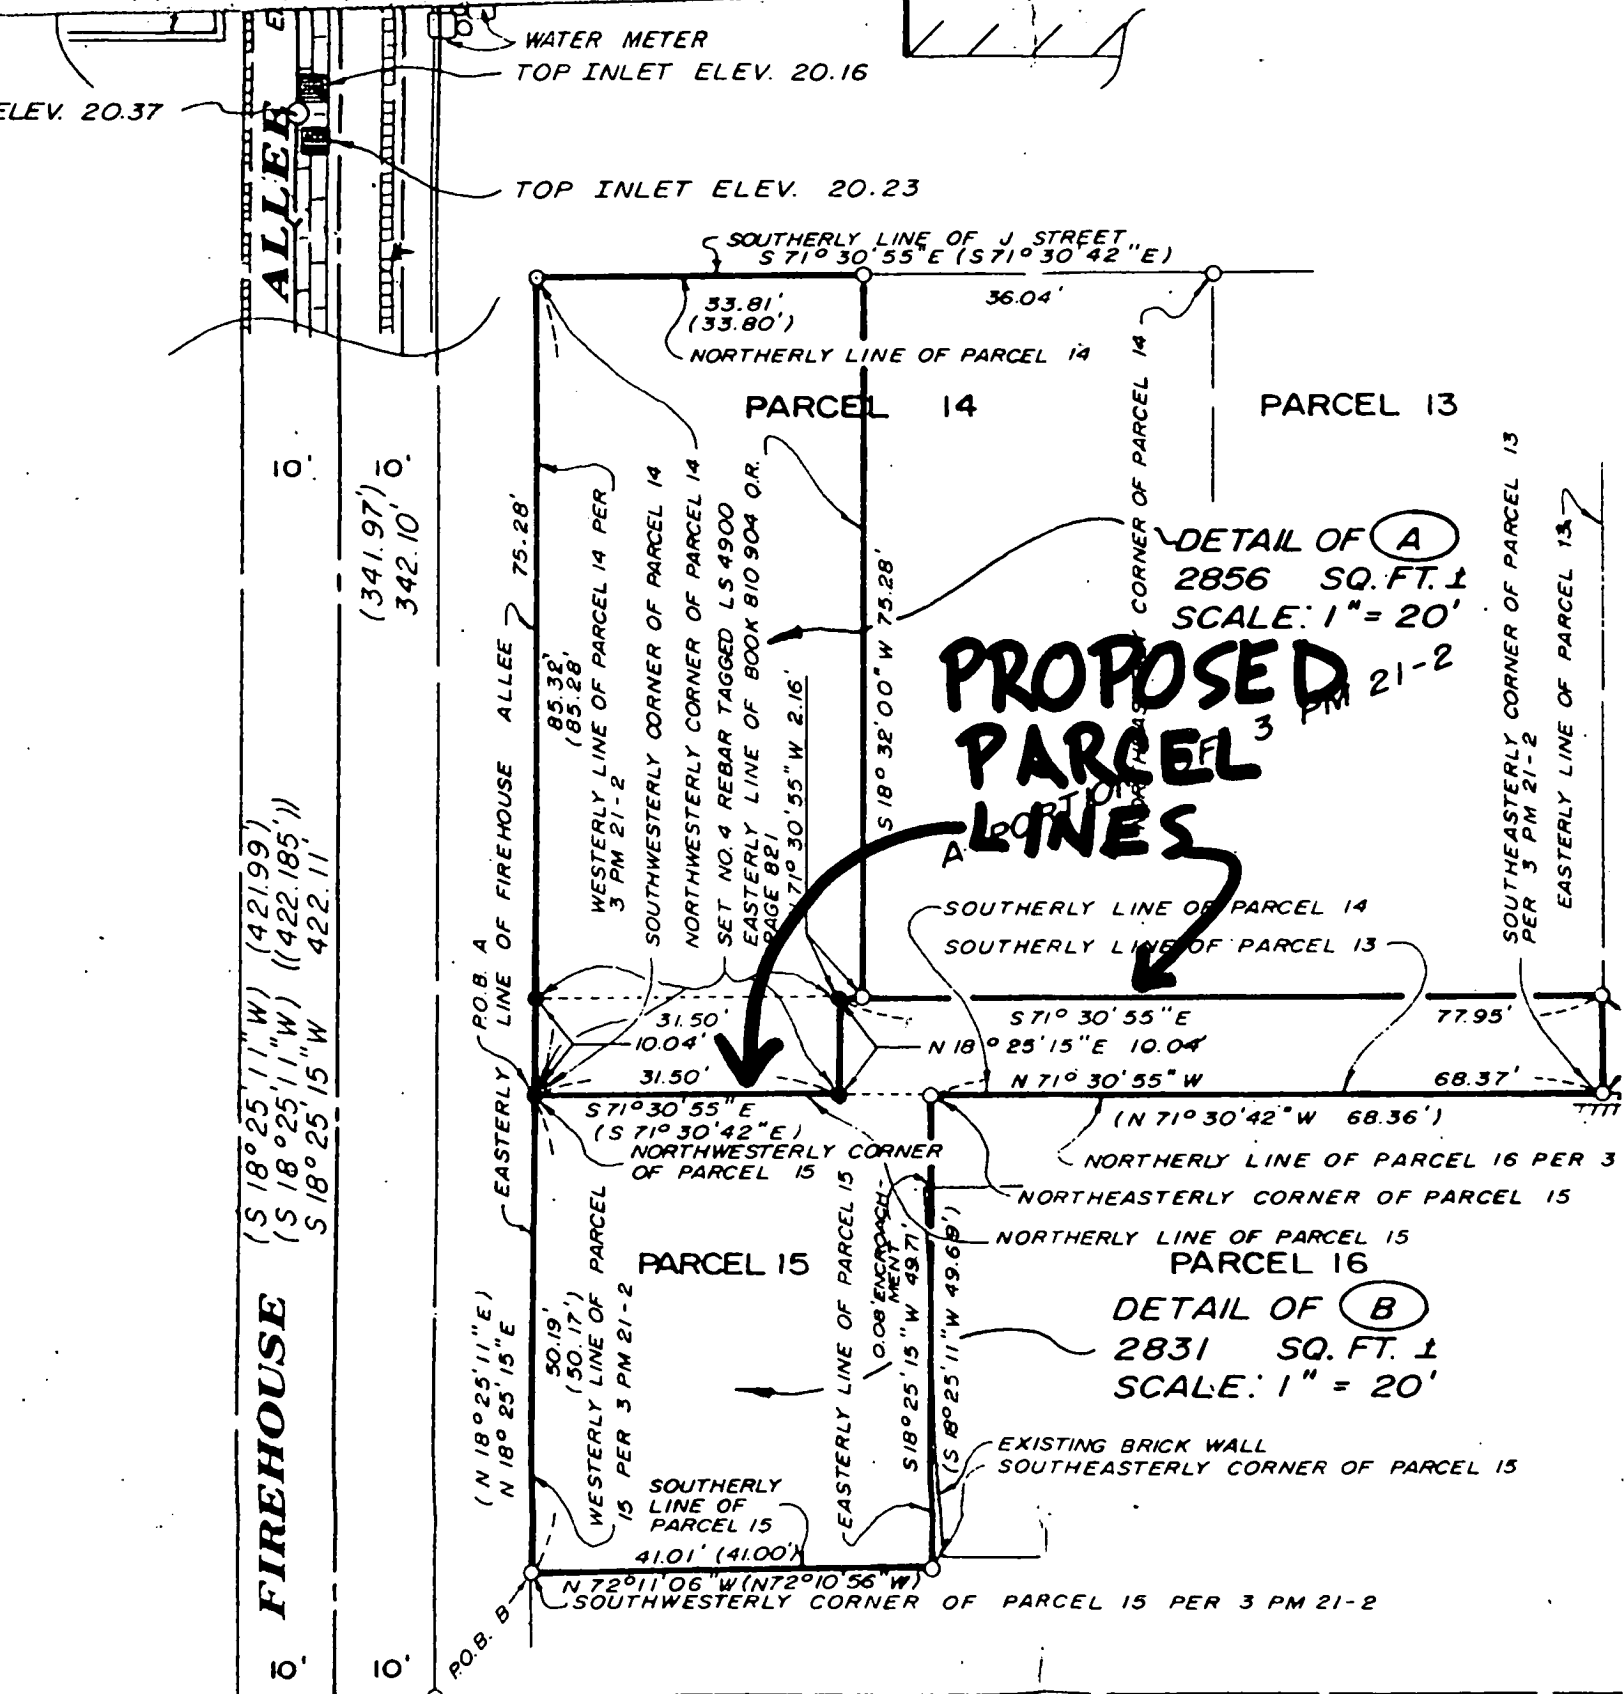 WATER METER
TOP INLET ELEV. 20.16
ELEV. 20.37
TOP INLET ELEV. 20.23
ALLEE
SOUTHERLY LINE OF J STREET
S 71° 30' 55" E (S 71° 30' 42" E)
33.81'
(33.80')
36.04'
NORTHERLY LINE OF PARCEL 14
PARCEL 14
PARCEL 13
10'
10'
(341.97')
342.10'
75.28'
EASTERLY LINE OF FIREHOUSE ALLEE
P.O.B. A
85.32'
(85.28')
WESTERLY LINE OF PARCEL 14 PER
3 PM 21-2
SOUTHWESTERLY CORNER OF PARCEL 14
NORTHWESTERLY CORNER OF PARCEL 14
SET NO. 4 REBAR TAGGED LS 4900
EASTERLY LINE OF BOOK 810904 O.R.
PAGE 821
N 71° 30' 55" W 2.16'
S 18° 32' 00" W 75.28'
CORNER OF PARCEL 14
DETAIL OF A
2856 SQ. FT. ±
SCALE: 1" = 20'
PROPOSED
PARCEL
LINES
A PORTION OF 3 PM 21-2
SOUTHEASTERLY CORNER OF PARCEL 13
PER 3 PM 21-2
EASTERLY LINE OF PARCEL 13
SOUTHERLY LINE OF PARCEL 14
SOUTHERLY LINE OF PARCEL 13
31.50'
10.04'
31.50'
S 71° 30' 55" E
77.95'
N 18° 25' 15" E 10.04'
N 71° 30' 55" W
68.37'
(N 71° 30' 42" W 68.36')
S 71° 30' 55" E
(S 71° 30' 42" E)
NORTHWESTERLY CORNER
OF PARCEL 15
NORTHERLY LINE OF PARCEL 16 PER 3
NORTHEASTERLY CORNER OF PARCEL 15
NORTHERLY LINE OF PARCEL 15
(S 18° 25' 11" W) (421.99')
(S 18° 25' 11" W) ((422.185'))
S 18° 25' 15" W 422.11'
PARCEL 15
PARCEL 16
DETAIL OF B
2831 SQ. FT. ±
SCALE: 1" = 20'
(N 18° 25' 11" E)
N 18° 25' 15" E
50.19'
(50.17')
WESTERLY LINE OF PARCEL
15 PER 3 PM 21-2
EASTERLY LINE OF PARCEL 15
0.08' ENCROACH-
MENT
S 18° 25' 15" W 49.71'
(S 18° 25' 11" W 49.69')
EXISTING BRICK WALL
SOUTHEASTERLY CORNER OF PARCEL 15
SOUTHERLY
LINE OF
PARCEL 15
41.01' (41.00')
N 72° 11' 06" W (N 72° 10' 56" W)
SOUTHWESTERLY CORNER OF PARCEL 15 PER 3 PM 21-2
P.O.B. B
FIREHOUSE
10'
10'